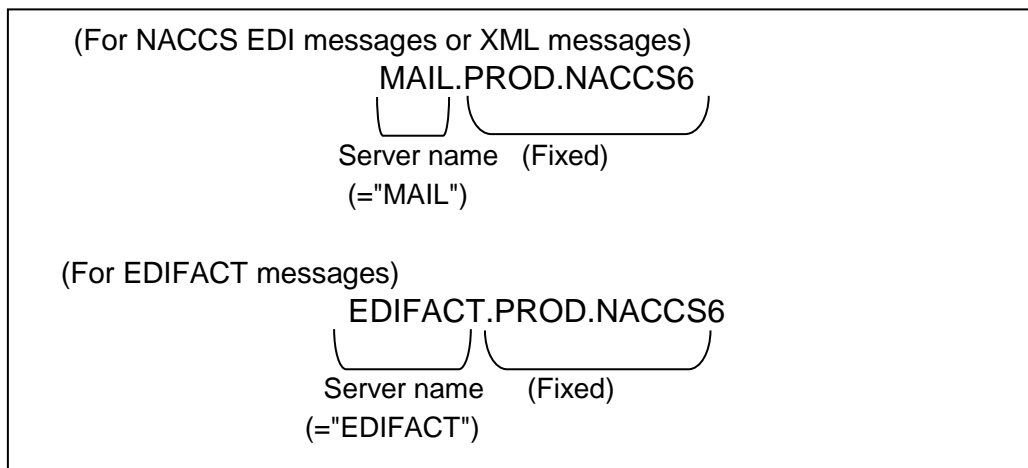 (For NACCS EDI messages or XML messages)
MAIL.PROD.NACCS6
Server name (Fixed)
(="MAIL")
(For EDIFACT messages)
EDIFACT.PROD.NACCS6
Server name (Fixed)
(="EDIFACT")